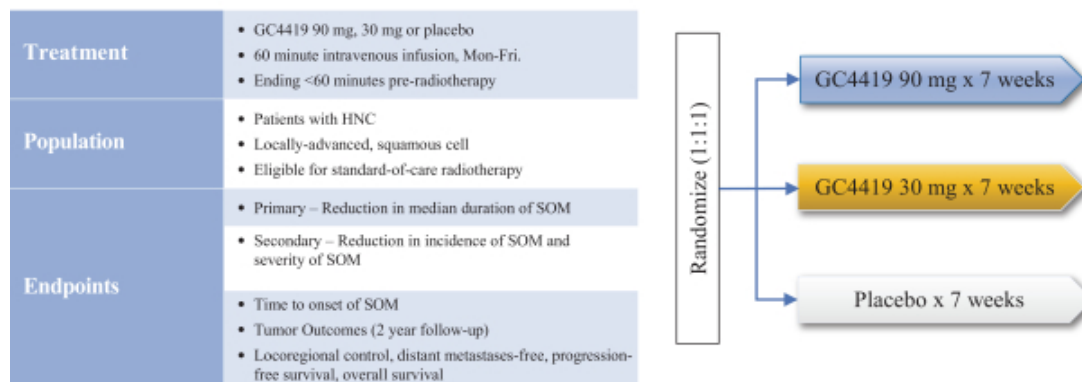 Treatment
• GC4419 90 mg, 30 mg or placebo
• 60 minute intravenous infusion, Mon-Fri.
• Ending <60 minutes pre-radiotherapy
Population
• Patients with HNC
• Locally-advanced, squamous cell
• Eligible for standard-of-care radiotherapy
Endpoints
• Primary – Reduction in median duration of SOM
• Secondary – Reduction in incidence of SOM and
severity of SOM
• Time to onset of SOM
• Tumor Outcomes (2 year follow-up)
• Locoregional control, distant metastases-free, progression-
free survival, overall survival
Randomize (1:1:1)
GC4419 90 mg x 7 weeks
GC4419 30 mg x 7 weeks
Placebo x 7 weeks